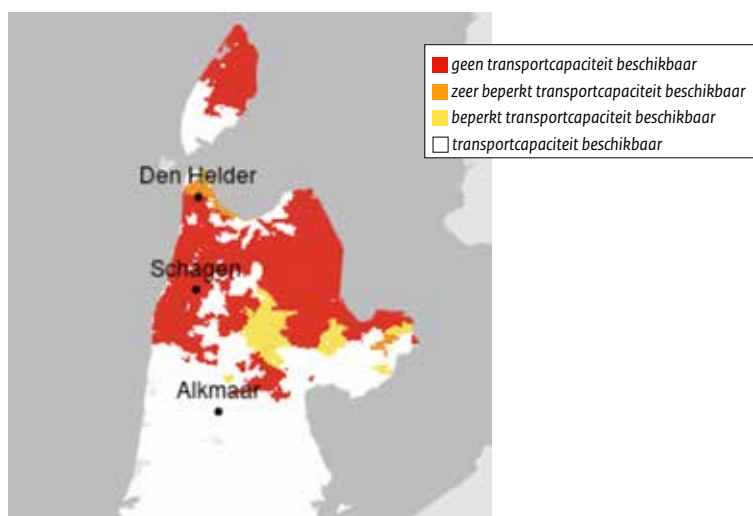 geen transportcapaciteit beschikbaar
zeer beperkt transportcapaciteit beschikbaar
beperkt transportcapaciteit beschikbaar
transportcapaciteit beschikbaar
Den Helder
Schagen
Alkmaar